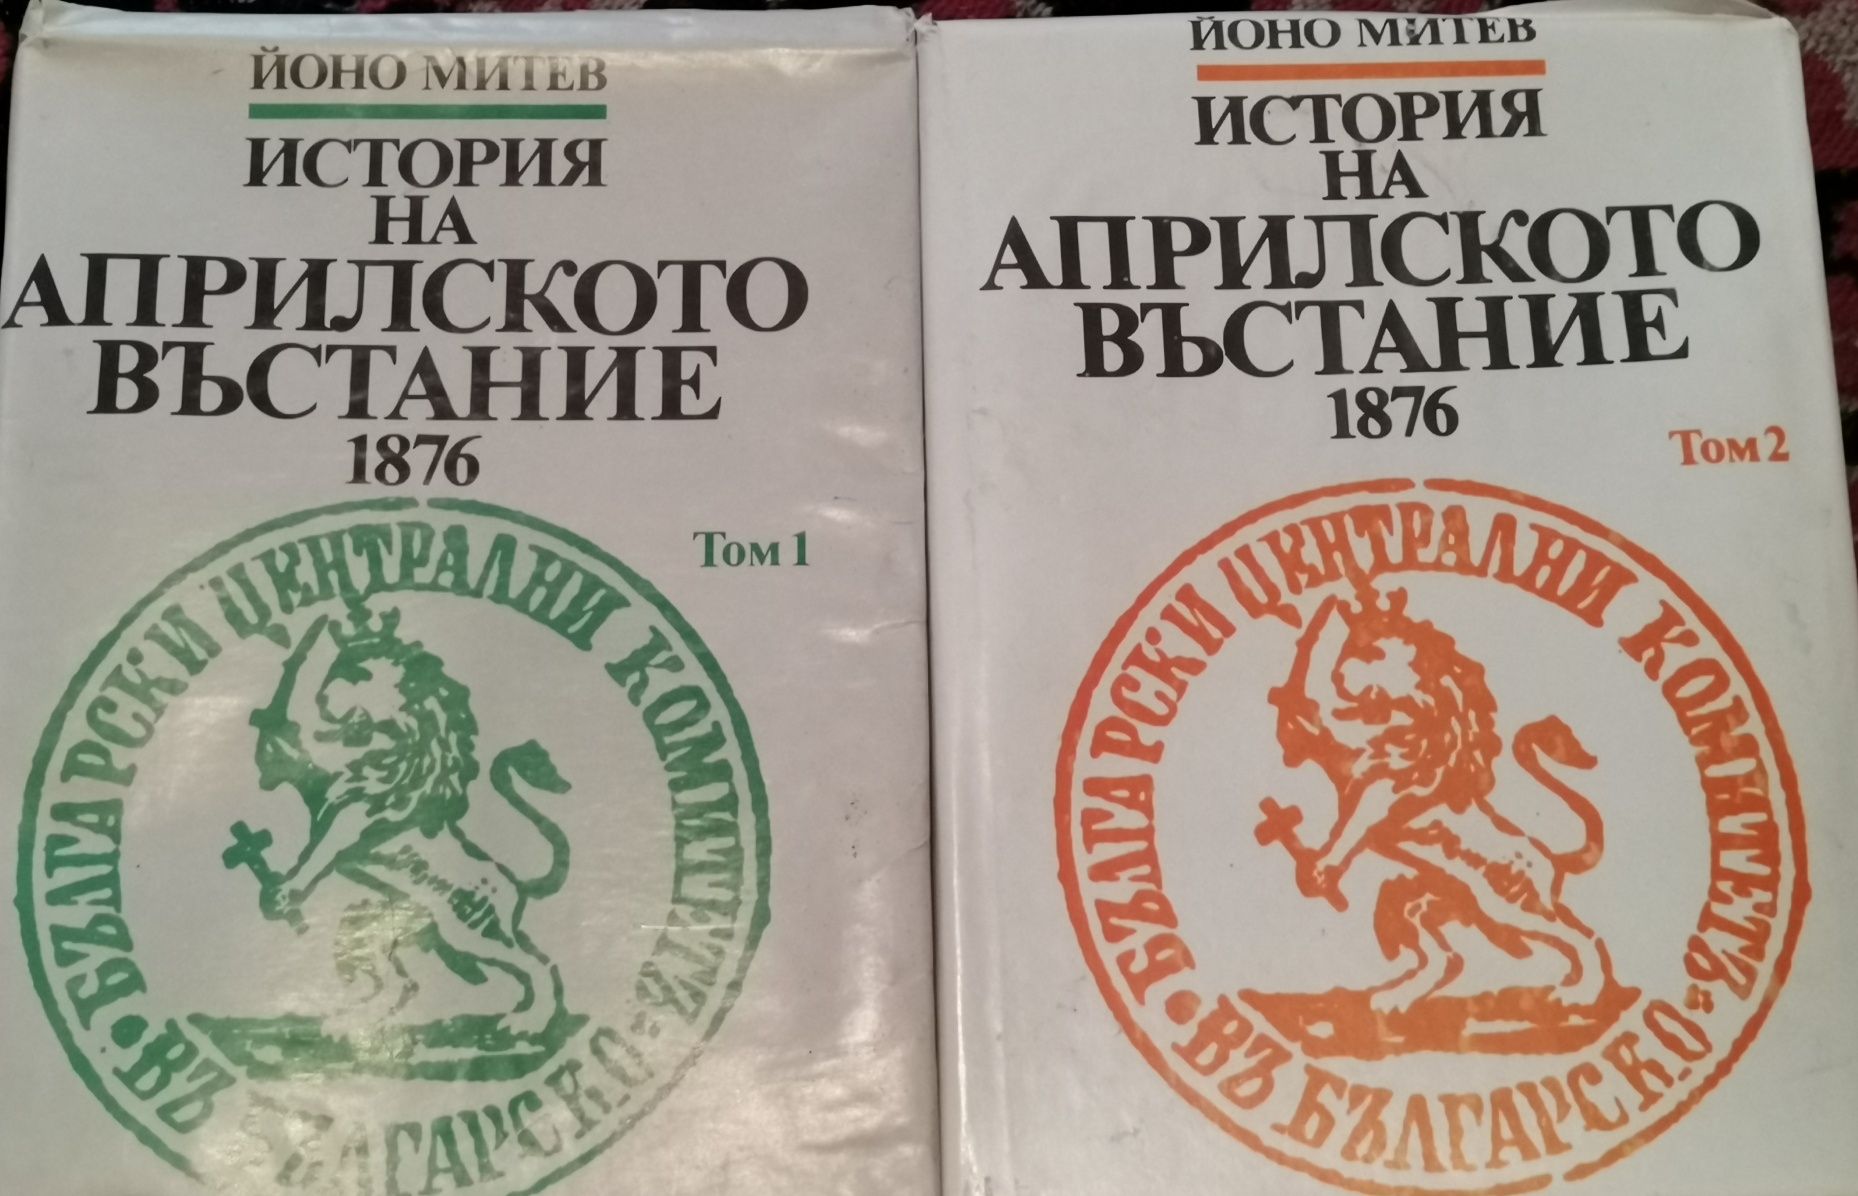 ЙОНО МИТЕВ
ИСТОРИЯ
НА
АПРИЛСКОТО
ВЪСТАНИЕ
1876
Том 1
БЪЛГАРСКИ ЦЕНТРАЛНИ КОМИТЕТЪ
ВЪ БЪЛГАРСКО
ЙОНО МИТЕВ
ИСТОРИЯ
НА
АПРИЛСКОТО
ВЪСТАНИЕ
1876
Том 2
БЪЛГАРСКИ ЦЕНТРАЛНИ КОМИТЕТЪ
ВЪ БЪЛГАРСКО